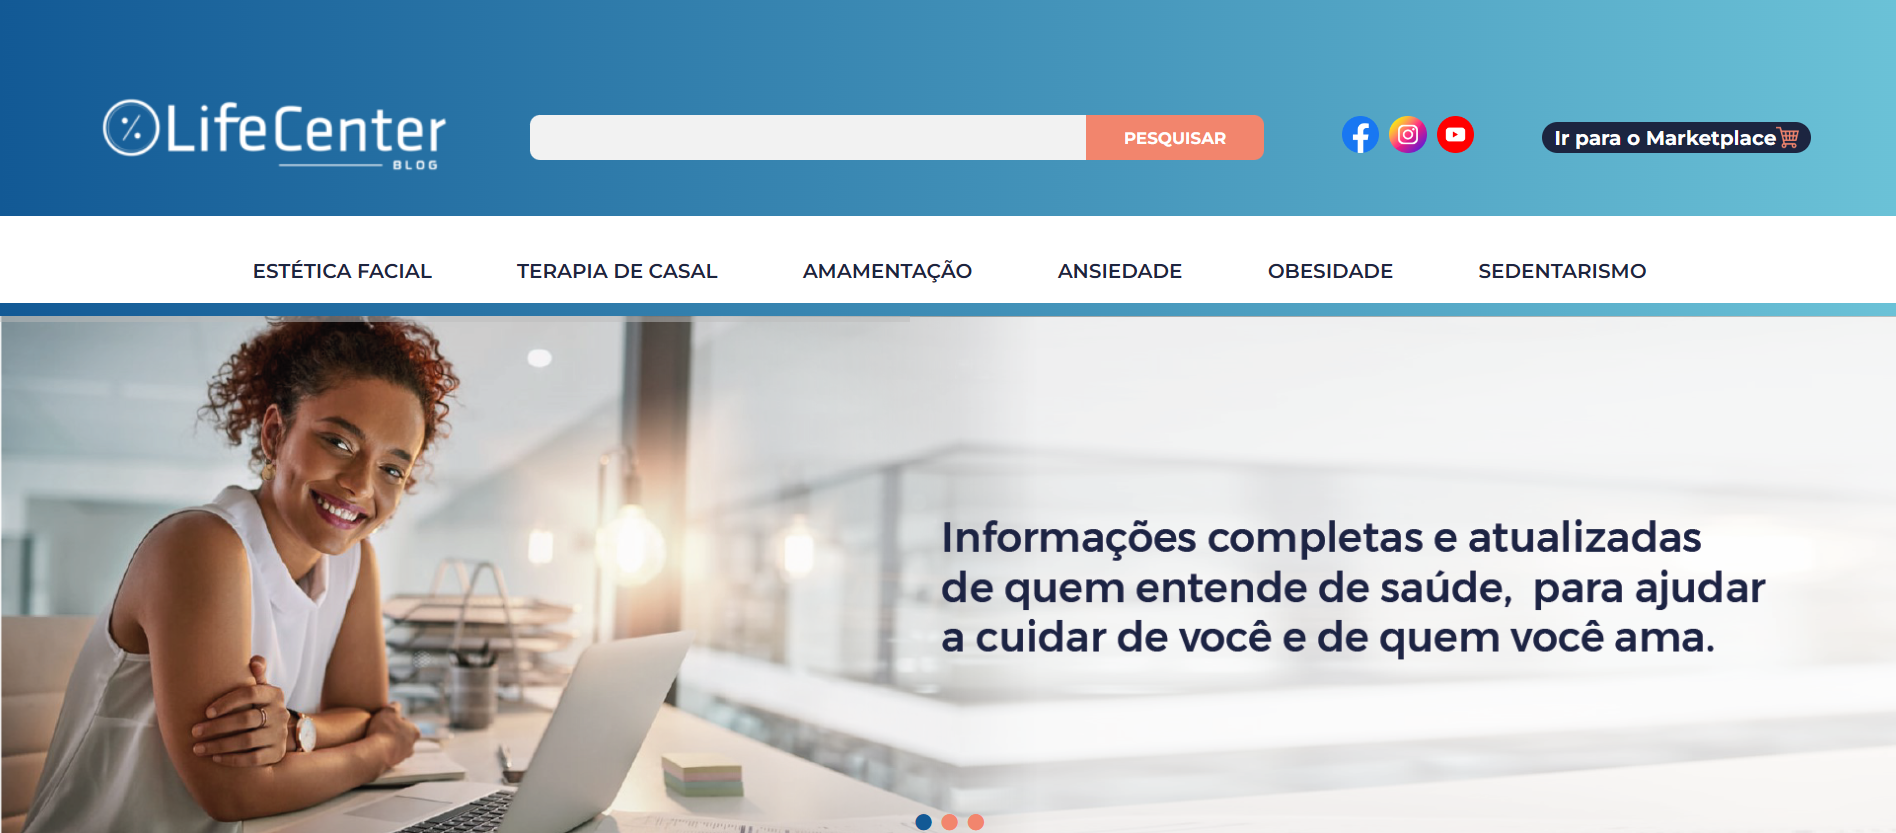 LifeCenter
BLOG
PESQUISAR
Ir para o Marketplace
ESTÉTICA FACIAL
TERAPIA DE CASAL
AMAMENTAÇÃO
ANSIEDADE
OBESIDADE
SEDENTARISMO
Informações completas e atualizadas
de quem entende de saúde, para ajudar
a cuidar de você e de quem você ama.